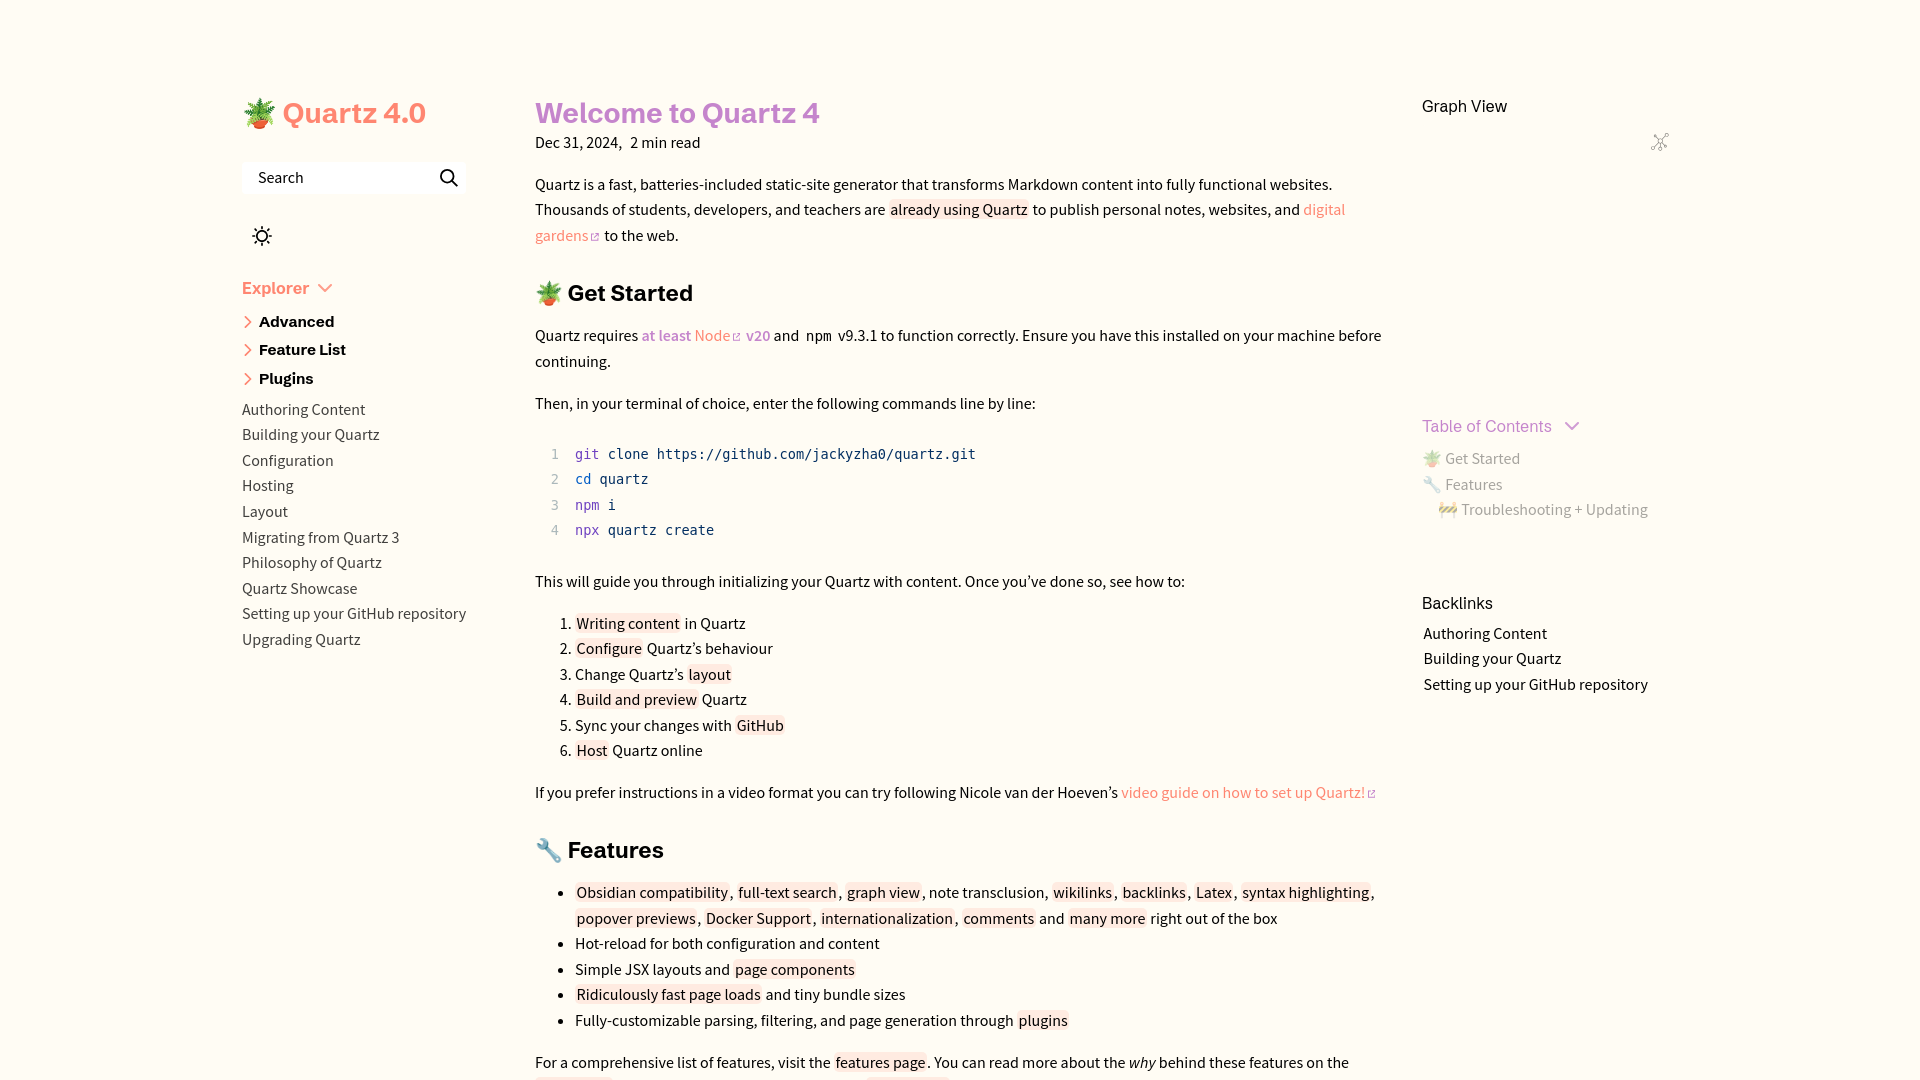 🪴 Quartz 4.0
Search
Explorer
Advanced
Feature List
Plugins
Authoring Content
Building your Quartz
Configuration
Hosting
Layout
Migrating from Quartz 3
Philosophy of Quartz
Quartz Showcase
Setting up your GitHub repository
Upgrading Quartz
Welcome to Quartz 4
Dec 31, 2024, 2 min read
Quartz is a fast, batteries-included static-site generator that transforms Markdown content into fully functional websites.
Thousands of students, developers, and teachers are already using Quartz to publish personal notes, websites, and digital
gardens to the web.
🪴 Get Started
Quartz requires at least Node v20 and npm v9.3.1 to function correctly. Ensure you have this installed on your machine before
continuing.
Then, in your terminal of choice, enter the following commands line by line:
1 git clone https://github.com/jackyzha0/quartz.git
2 cd quartz
3 npm i
4 npx quartz create
This will guide you through initializing your Quartz with content. Once you’ve done so, see how to:
1. Writing content in Quartz
2. Configure Quartz’s behaviour
3. Change Quartz’s layout
4. Build and preview Quartz
5. Sync your changes with GitHub
6. Host Quartz online
If you prefer instructions in a video format you can try following Nicole van der Hoeven’s video guide on how to set up Quartz!
🔧 Features
• Obsidian compatibility, full-text search, graph view, note transclusion, wikilinks, backlinks, Latex, syntax highlighting,
popover previews, Docker Support, internationalization, comments and many more right out of the box
• Hot-reload for both configuration and content
• Simple JSX layouts and page components
• Ridiculously fast page loads and tiny bundle sizes
• Fully-customizable parsing, filtering, and page generation through plugins
For a comprehensive list of features, visit the features page. You can read more about the why behind these features on the
Graph View
Table of Contents
🪴 Get Started
🔧 Features
🚧 Troubleshooting + Updating
Backlinks
Authoring Content
Building your Quartz
Setting up your GitHub repository